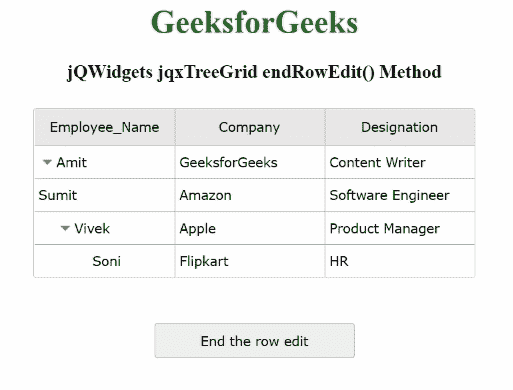 GeeksforGeeks
jQWidgets jqxTreeGrid endRowEdit() Method
Employee_Name Company Designation
Amit GeeksforGeeks Content Writer
Sumit Amazon Software Engineer
Vivek Apple Product Manager
Soni Flipkart HR
End the row edit